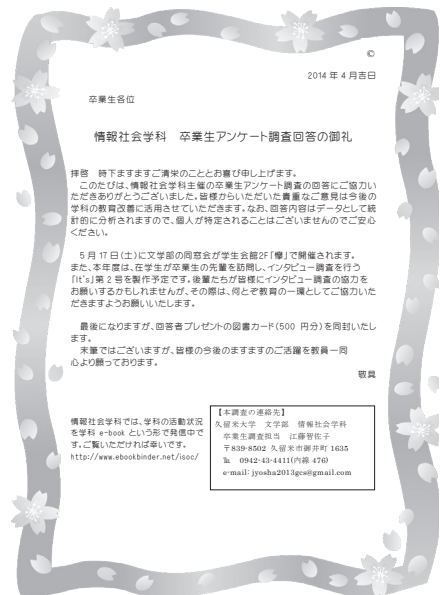 ©
2014 年 4 月吉日
卒業生各位
情報社会学科　卒業生アンケート調査回答の御礼
拝啓　時下ますますご清栄のこととお喜び申し上げます。
このたびは、情報社会学科主催の卒業生アンケート調査の回答にご協力い
ただきありがとうございました。皆様からいただいた貴重なご意見は今後の
学科の教育改善に活用させていただきます。なお、回答内容はデータとして統
計的に分析されますので、個人が特定されることはございませんのでご安心
ください。
5 月 17 日(土)に文学部の同窓会が学生会館2F「欅」で開催されます。
また、本年度は、在学生が卒業生の先輩を訪問し、インタビュー調査を行う
「It's」第 2 号を製作予定です。後輩たちが皆様にインタビュー調査の協力を
お願いするかもしれませんが、その際は、何とぞ教育の一環としてご協力いた
だきますようお願いいたします。
最後になりますが、回答者プレゼントの図書カード(500 円分)を同封いたし
ます。
末筆ではございますが、皆様の今後のますますのご活躍を教員一同
心より願っております。
敬具
情報社会学科では、学科の活動状況
を学科 e-book という形で発信中で
す。ご覧いただければ幸いです。
http://www.ebookbinder.net/isoc/
【本調査の連絡先】
久留米大学　文学部　情報社会学科
卒業生調査担当　江藤智佐子
〒839-8502 久留米市御井町 1635
℡ 0942-43-4411(内線 476)
e-mail: jyosha2013gcs@gmail.com